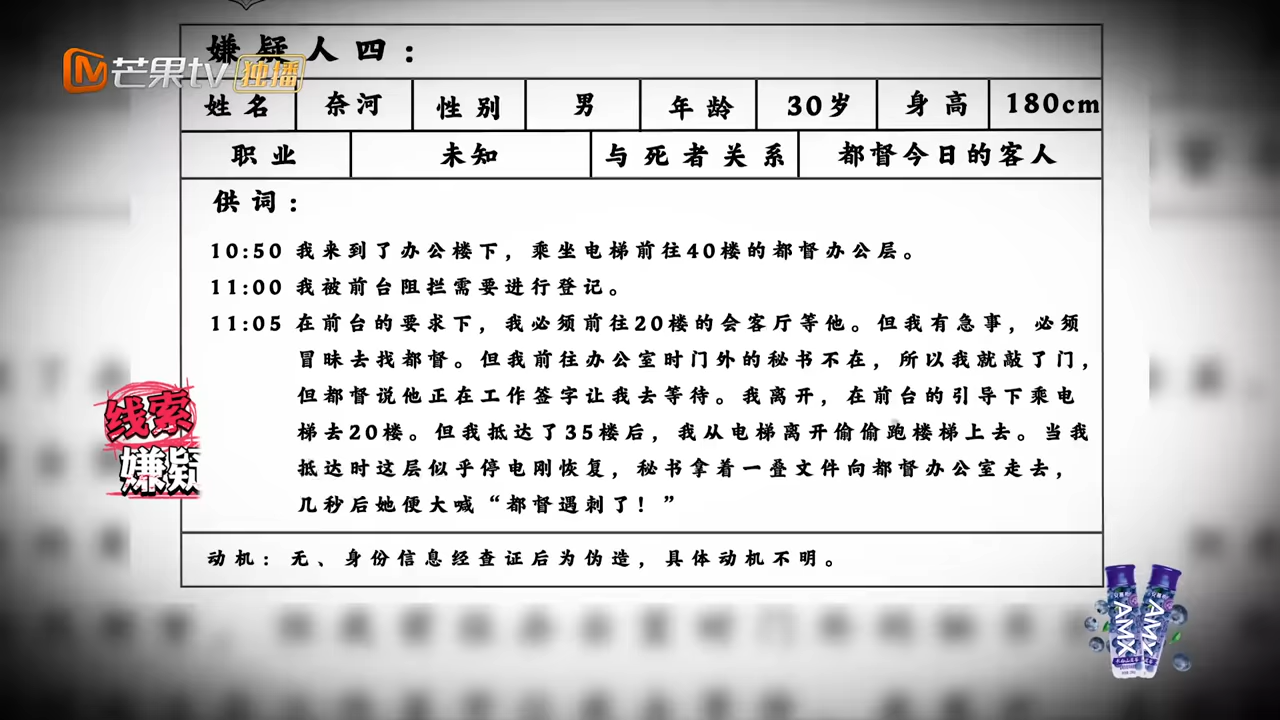 嫌疑人四：
芒果tv 独播
姓名 奈河 性别 男 年龄 30岁 身高 180cm
职业 未知 与死者关系 都督今日的客人
供词：
10:50 我来到了办公楼下，乘坐电梯前往40楼的都督办公层。
11:00 我被前台阻拦需要进行登记。
11:05 在前台的要求下，我必须前往20楼的会客厅等他。但我有急事，必须
冒昧去找都督。但我前往办公室时门外的秘书不在，所以我就敲了门，
但都督说他正在工作签字让我去等待。我离开，在前台的引导下乘电
梯去20楼。但我抵达了35楼后，我从电梯离开偷偷跑楼梯上去。当我
抵达时这层似乎停电刚恢复，秘书拿着一叠文件向都督办公室走去，
几秒后她便大喊“都督遇刺了！”
线索
嫌疑
动机：无、身份信息经查证后为伪造，具体动机不明。
AMX
AMX